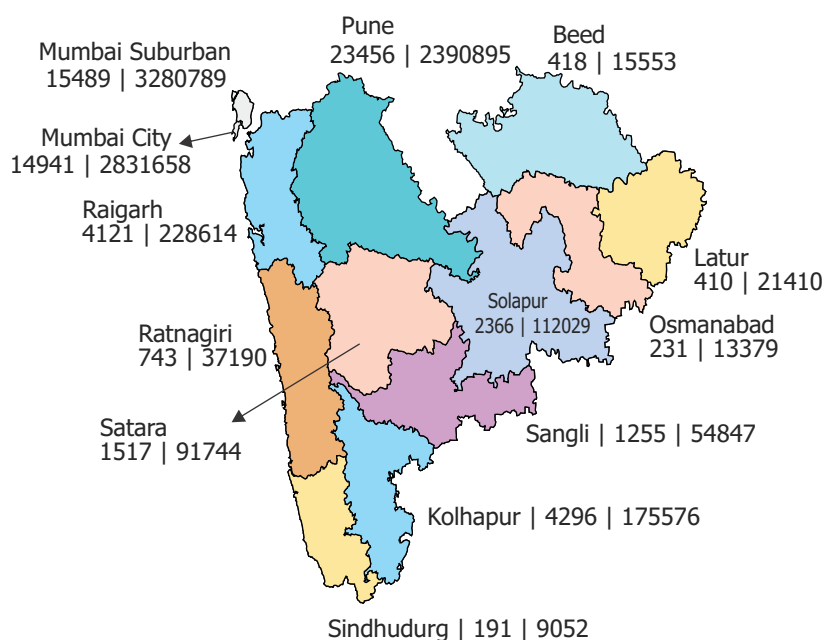 Pune
23456 | 2390895
Beed
418 | 15553
Mumbai Suburban
15489 | 3280789
Mumbai City
14941 | 2831658
Raigarh
4121 | 228614
Latur
410 | 21410
Solapur
2366 | 112029
Osmanabad
231 | 13379
Ratnagiri
743 | 37190
Satara
1517 | 91744
Sangli | 1255 | 54847
Kolhapur | 4296 | 175576
Sindhudurg | 191 | 9052